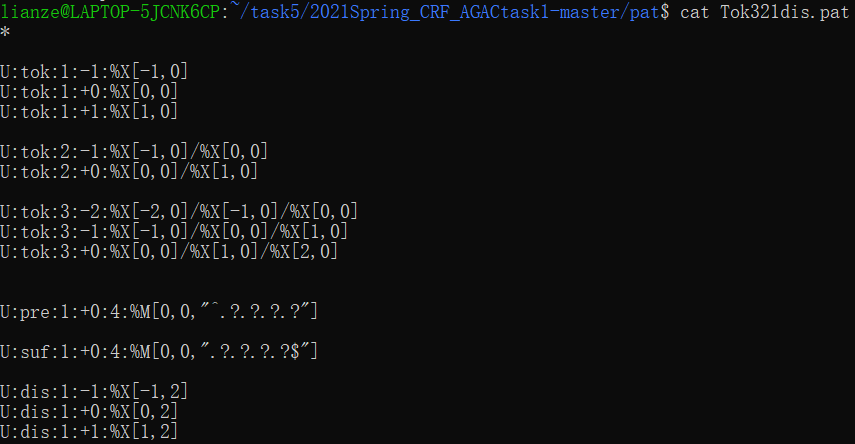 lianze@LAPTOP-5JCNK6CP:~/task5/2021Spring_CRF_AGACtask1-master/pat$ cat Tok321dis.pat
*
U:tok:1:-1:%X[-1,0]
U:tok:1:+0:%X[0,0]
U:tok:1:+1:%X[1,0]
U:tok:2:-1:%X[-1,0]/%X[0,0]
U:tok:2:+0:%X[0,0]/%X[1,0]
U:tok:3:-2:%X[-2,0]/%X[-1,0]/%X[0,0]
U:tok:3:-1:%X[-1,0]/%X[0,0]/%X[1,0]
U:tok:3:+0:%X[0,0]/%X[1,0]/%X[2,0]
U:pre:1:+0:4:%M[0,0,"^.?.?.?.?"]
U:suf:1:+0:4:%M[0,0,".?.?.?.?$"]
U:dis:1:-1:%X[-1,2]
U:dis:1:+0:%X[0,2]
U:dis:1:+1:%X[1,2]